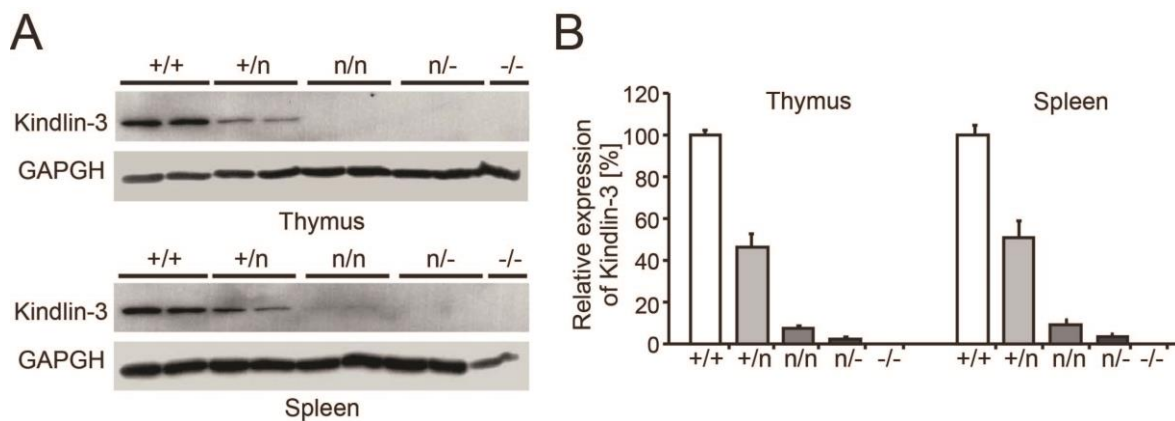 A
+/+ +/n n/n n/- -/-
Kindlin-3
GAPGH
Thymus
+/+ +/n n/n n/- -/-
Kindlin-3
GAPGH
Spleen
B
Thymus Spleen
Relative expression
of Kindlin-3 [%]
120
100
80
60
40
20
0
+/+ +/n n/n n/- -/- +/+ +/n n/n n/- -/-